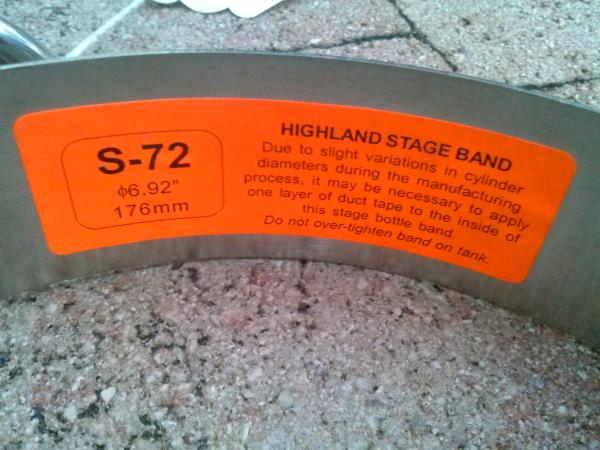 S-72
ɸ6.92"
176mm
HIGHLAND STAGE BAND
Due to slight variations in cylinder
diameters during the manufacturing
process, it may be necessary to apply
one layer of duct tape to the inside of
this stage bottle band.
Do not over-tighten band on tank.